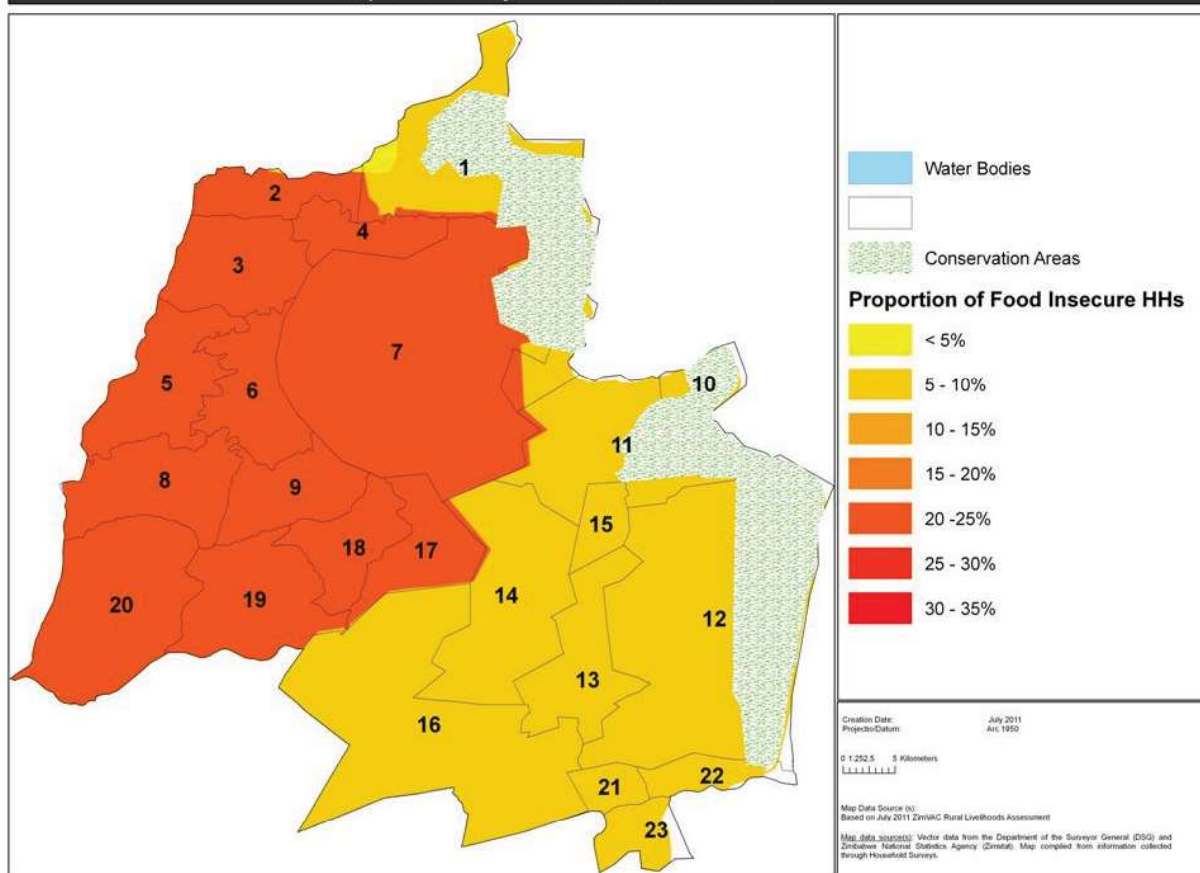 1
2
4
3
7
5
6
10
11
8
9
15
18
17
14
20
19
12
13
16
21
22
23
Water Bodies
Conservation Areas
Proportion of Food Insecure HHs
< 5%
5 - 10%
10 - 15%
15 - 20%
20 -25%
25 - 30%
30 - 35%
Creation Date: July 2011
Projection/Datum: Arc 1950
0 1.252.5 5 Kilometers
Map Data Source (s):
Based on July 2011 ZimVAC Rural Livelihoods Assessment
Map data source(s): Vector data from the Department of the Surveyor General (DSG) and
Zimbabwe National Statistics Agency (Zimstat). Map compiled from information collected
through Household Surveys.